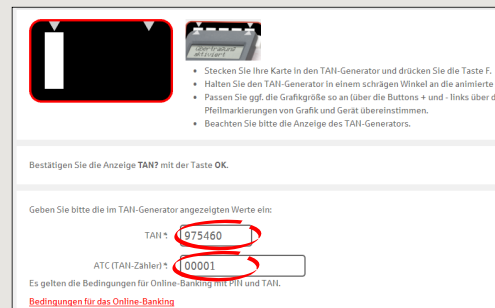 Übertragung
aktiviert
• Stecken Sie Ihre Karte in den TAN-Generator und drücken Sie die Taste F.
• Halten Sie den TAN-Generator in einem schrägen Winkel an die animierte
• Passen Sie ggf. die Grafikgröße so an (über die Buttons + und - links über d
Pfeilmarkierungen von Grafik und Gerät übereinstimmen.
• Beachten Sie bitte die Anzeige des TAN-Generators.
Bestätigen Sie die Anzeige TAN? mit der Taste OK.
Geben Sie bitte die im TAN-Generator angezeigten Werte ein:
TAN*: 975460
ATC (TAN-Zähler)*: 00001
Es gelten die Bedingungen für Online-Banking mit PIN und TAN.
Bedingungen für das Online-Banking